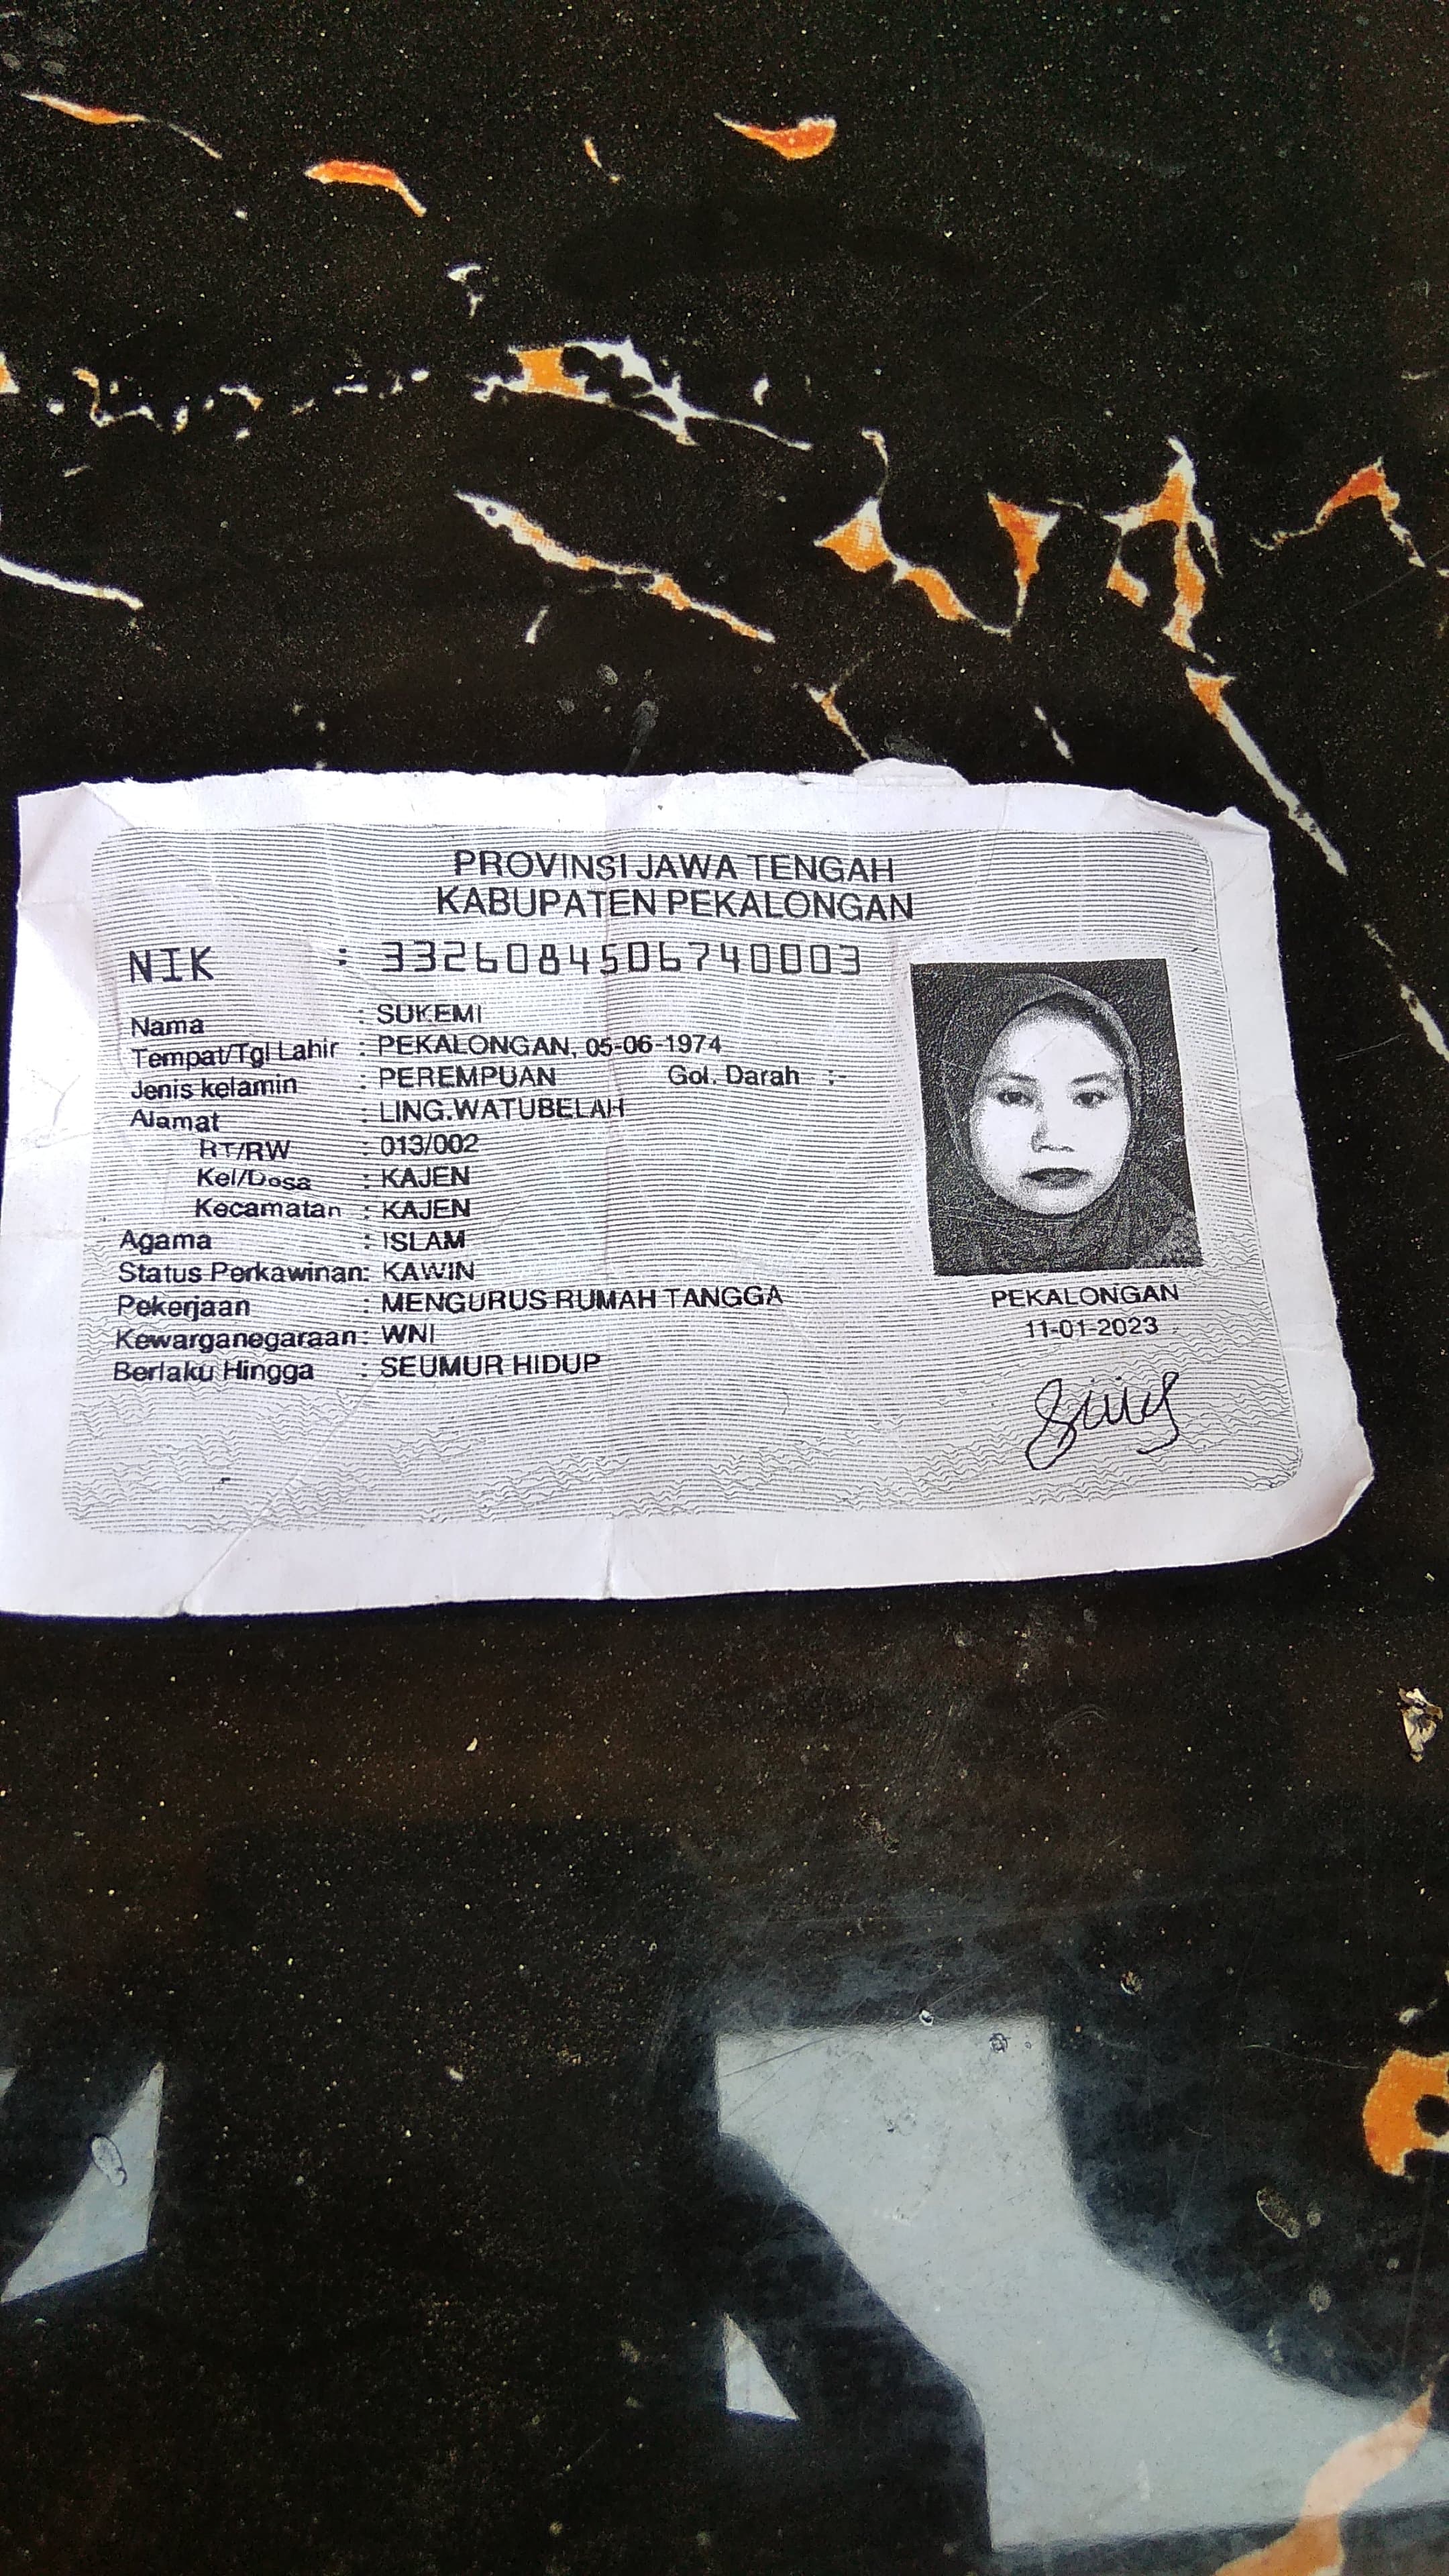 PROVINSI JAWA TENGAH
KABUPATEN PEKALONGAN
NIK : 3326084506740003
Nama : SUKEMI
Tempat/Tgl Lahir : PEKALONGAN, 05-06-1974
Jenis kelamin : PEREMPUAN Gol. Darah : -
Alamat : LING.WATUBELAH
RT/RW : 013/002
Kel/Desa : KAJEN
Kecamatan : KAJEN
Agama : ISLAM
Status Perkawinan: KAWIN
Pekerjaan : MENGURUS RUMAH TANGGA
Kewarganegaraan: WNI
Berlaku Hingga : SEUMUR HIDUP
PEKALONGAN
11-01-2023